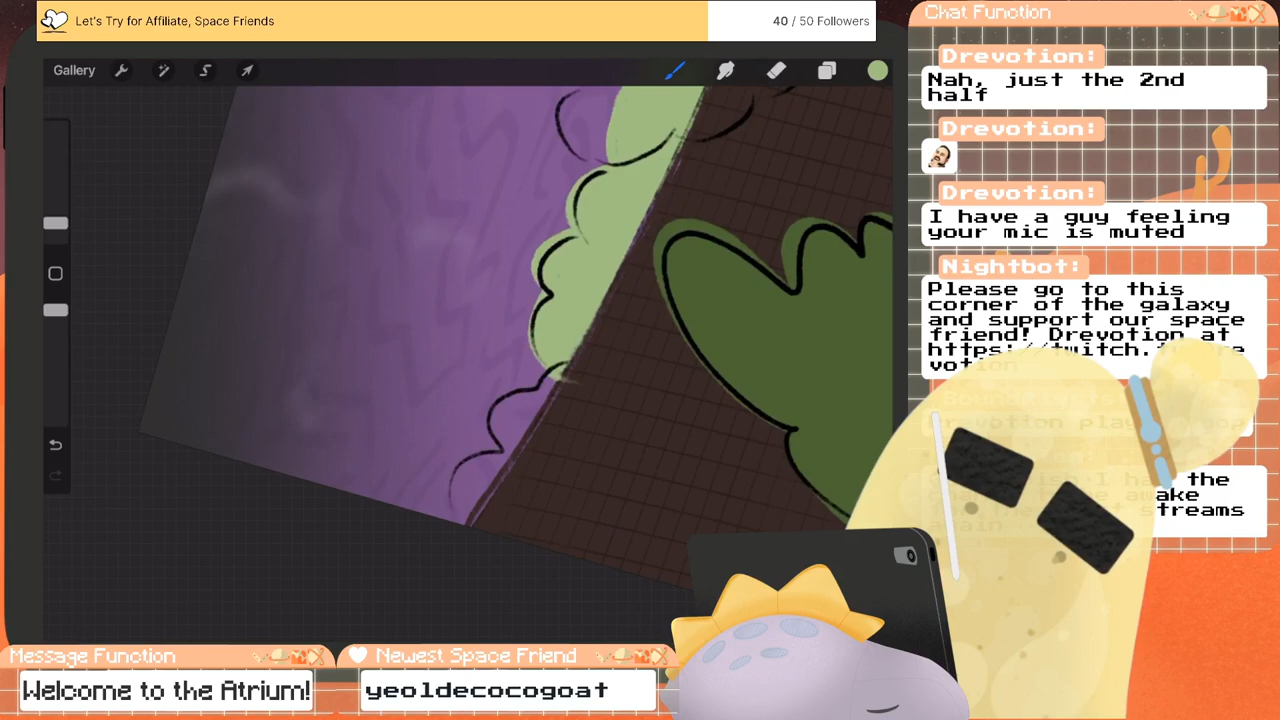 Let's Try for Affiliate, Space Friends
40 / 50 Followers
Gallery
Chat Function
Drevotion:
Nah, just the 2nd
half
Drevotion:
Drevotion:
I have a guy feeling
your mic is muted
Nightbot:
Please go to this
corner of the galaxy
and support our space
friend! Drevotion at
Message Function
Welcome to the Atrium!
Newest Space Friend
yeoldecocogoat
the
streams